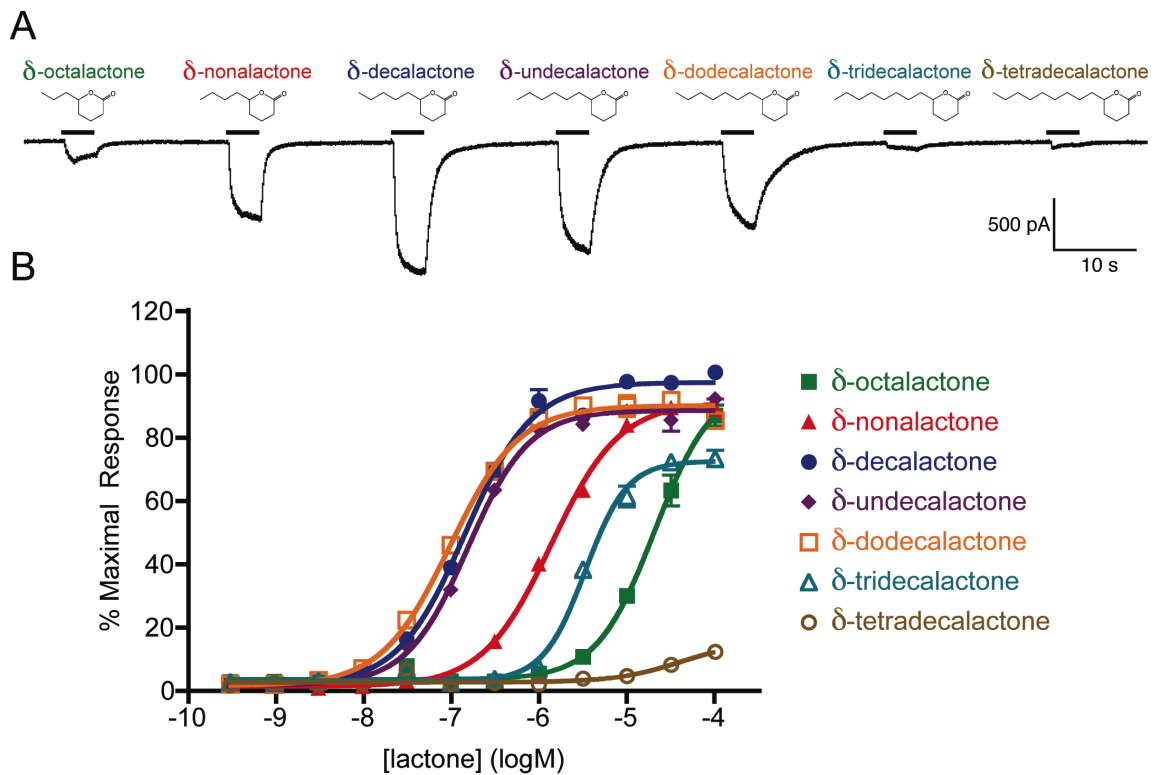 A
δ-octalactone δ-nonalactone δ-decalactone δ-undecalactone δ-dodecalactone δ-tridecalactone δ-tetradecalactone
O O O O O O O O O O O O O O
500 pA
10 s
B
% Maximal Response
120
100
80
60
40
20
0
-10 -9 -8 -7 -6 -5 -4
[lactone] (logM)
δ-octalactone
δ-nonalactone
δ-decalactone
δ-undecalactone
δ-dodecalactone
δ-tridecalactone
δ-tetradecalactone